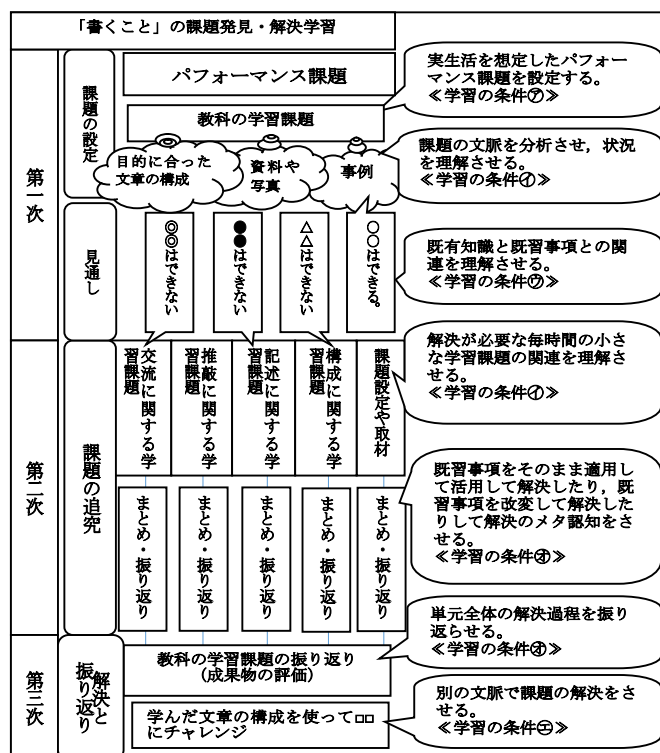 「書くこと」の課題発見・解決学習
第一次
課題の設定
パフォーマンス課題
教科の学習課題
目的に合った
文章の構成
資料や
写真
事例
実生活を想定したパフォー
マンス課題を設定する。
≪学習の条件㋐≫
課題の文脈を分析させ，状況
を理解させる。
≪学習の条件㋑≫
見通し
○○はできる。
△△はできない
●●はできない
◎◎はできない
既有知識と既習事項との関
連を理解させる。
≪学習の条件㋒≫
第二次
課題の追究
課題設定や取材
構成に関する学
習課題
記述に関する学
習課題
推敲に関する学
習課題
交流に関する学
習課題
解決が必要な毎時間の小さ
な学習課題の関連を理解さ
せる。
≪学習の条件㋑≫
まとめ・振り返り
まとめ・振り返り
まとめ・振り返り
まとめ・振り返り
まとめ・振り返り
既習事項をそのまま適用し
て活用して解決したり，既
習事項を改変して解決した
りして解決のメタ認知をさ
せる。
≪学習の条件㋔≫
第三次
解決と
振り返り
教科の学習課題の振り返り
（成果物の評価）
単元全体の解決過程を振り
返らせる。
≪学習の条件㋔≫
学んだ文章の構成を使って□□
にチャレンジ
別の文脈で課題の解決をさ
せる。
≪学習の条件㋓≫